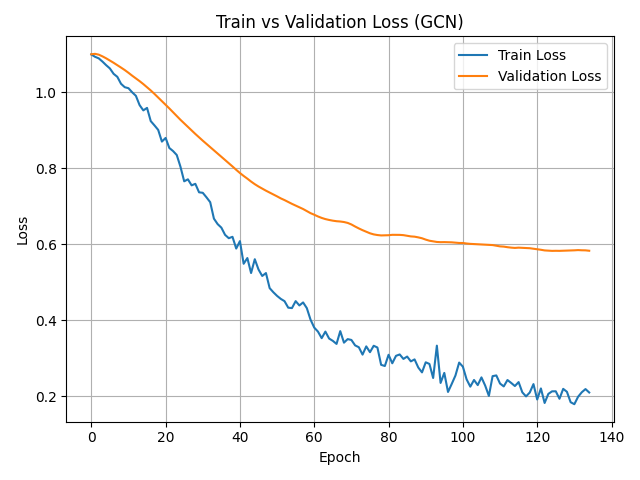 Train vs Validation Loss (GCN)
Train Loss
Validation Loss
1.0
0.8
0.6
0.4
0.2
Loss
0 20 40 60 80 100 120 140
Epoch